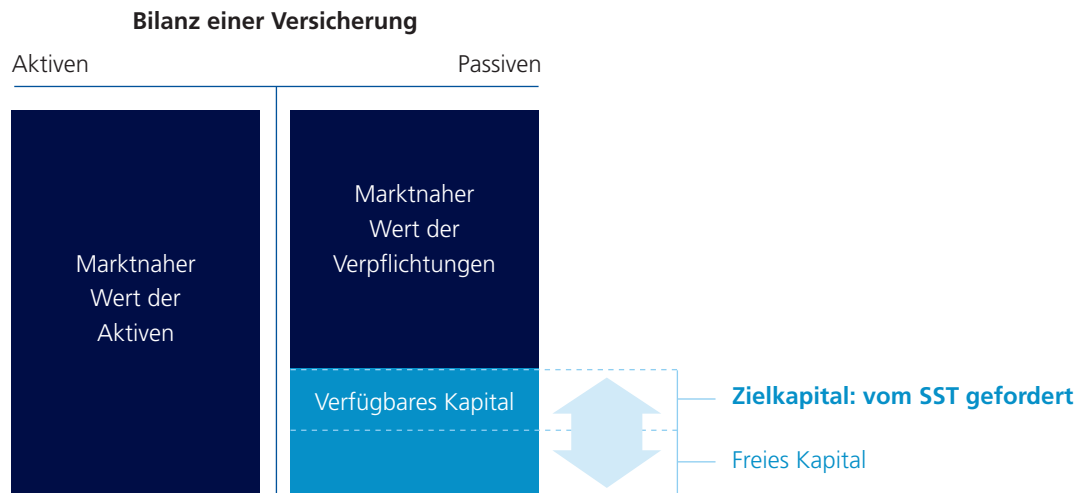 Bilanz einer Versicherung
Aktiven
Passiven
Marktnaher
Wert der
Aktiven
Marktnaher
Wert der
Verpflichtungen
Verfügbares Kapital
Zielkapital: vom SST gefordert
Freies Kapital